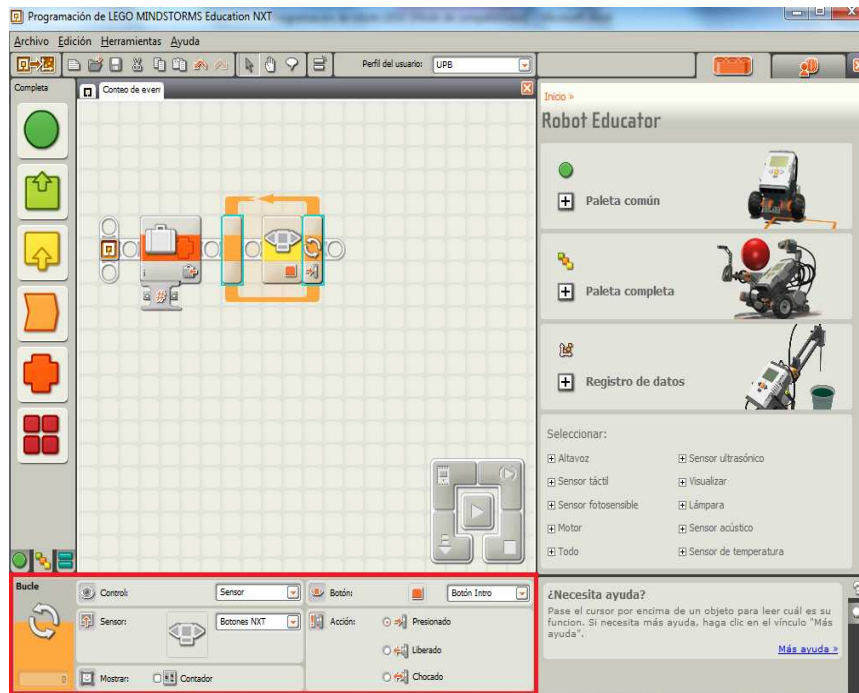 Programación de LEGO MINDSTORMS Education NXT
Archivo Edición Herramientas Ayuda
Perfil del usuario: UPB
Completa
Conteo de even
Inicio >
Robot Educator
Paleta común
Paleta completa
Registro de datos
Seleccionar:
Altavoz
Sensor ultrasónico
Sensor táctil
Visualizar
Sensor fotosensible
Lámpara
Motor
Sensor acústico
Todo
Sensor de temperatura
i
#
Bucle
Control: Sensor
Botón: Botón Intro
Sensor: Botones NXT
Acción: Presionado
Liberado
Mostrar: Contador
Chocado
0
¿Necesita ayuda?
Pase el cursor por encima de un objeto para leer cuál es su
funcion. Si necesita más ayuda, haga clic en el vínculo "Más
ayuda".
Más ayuda »